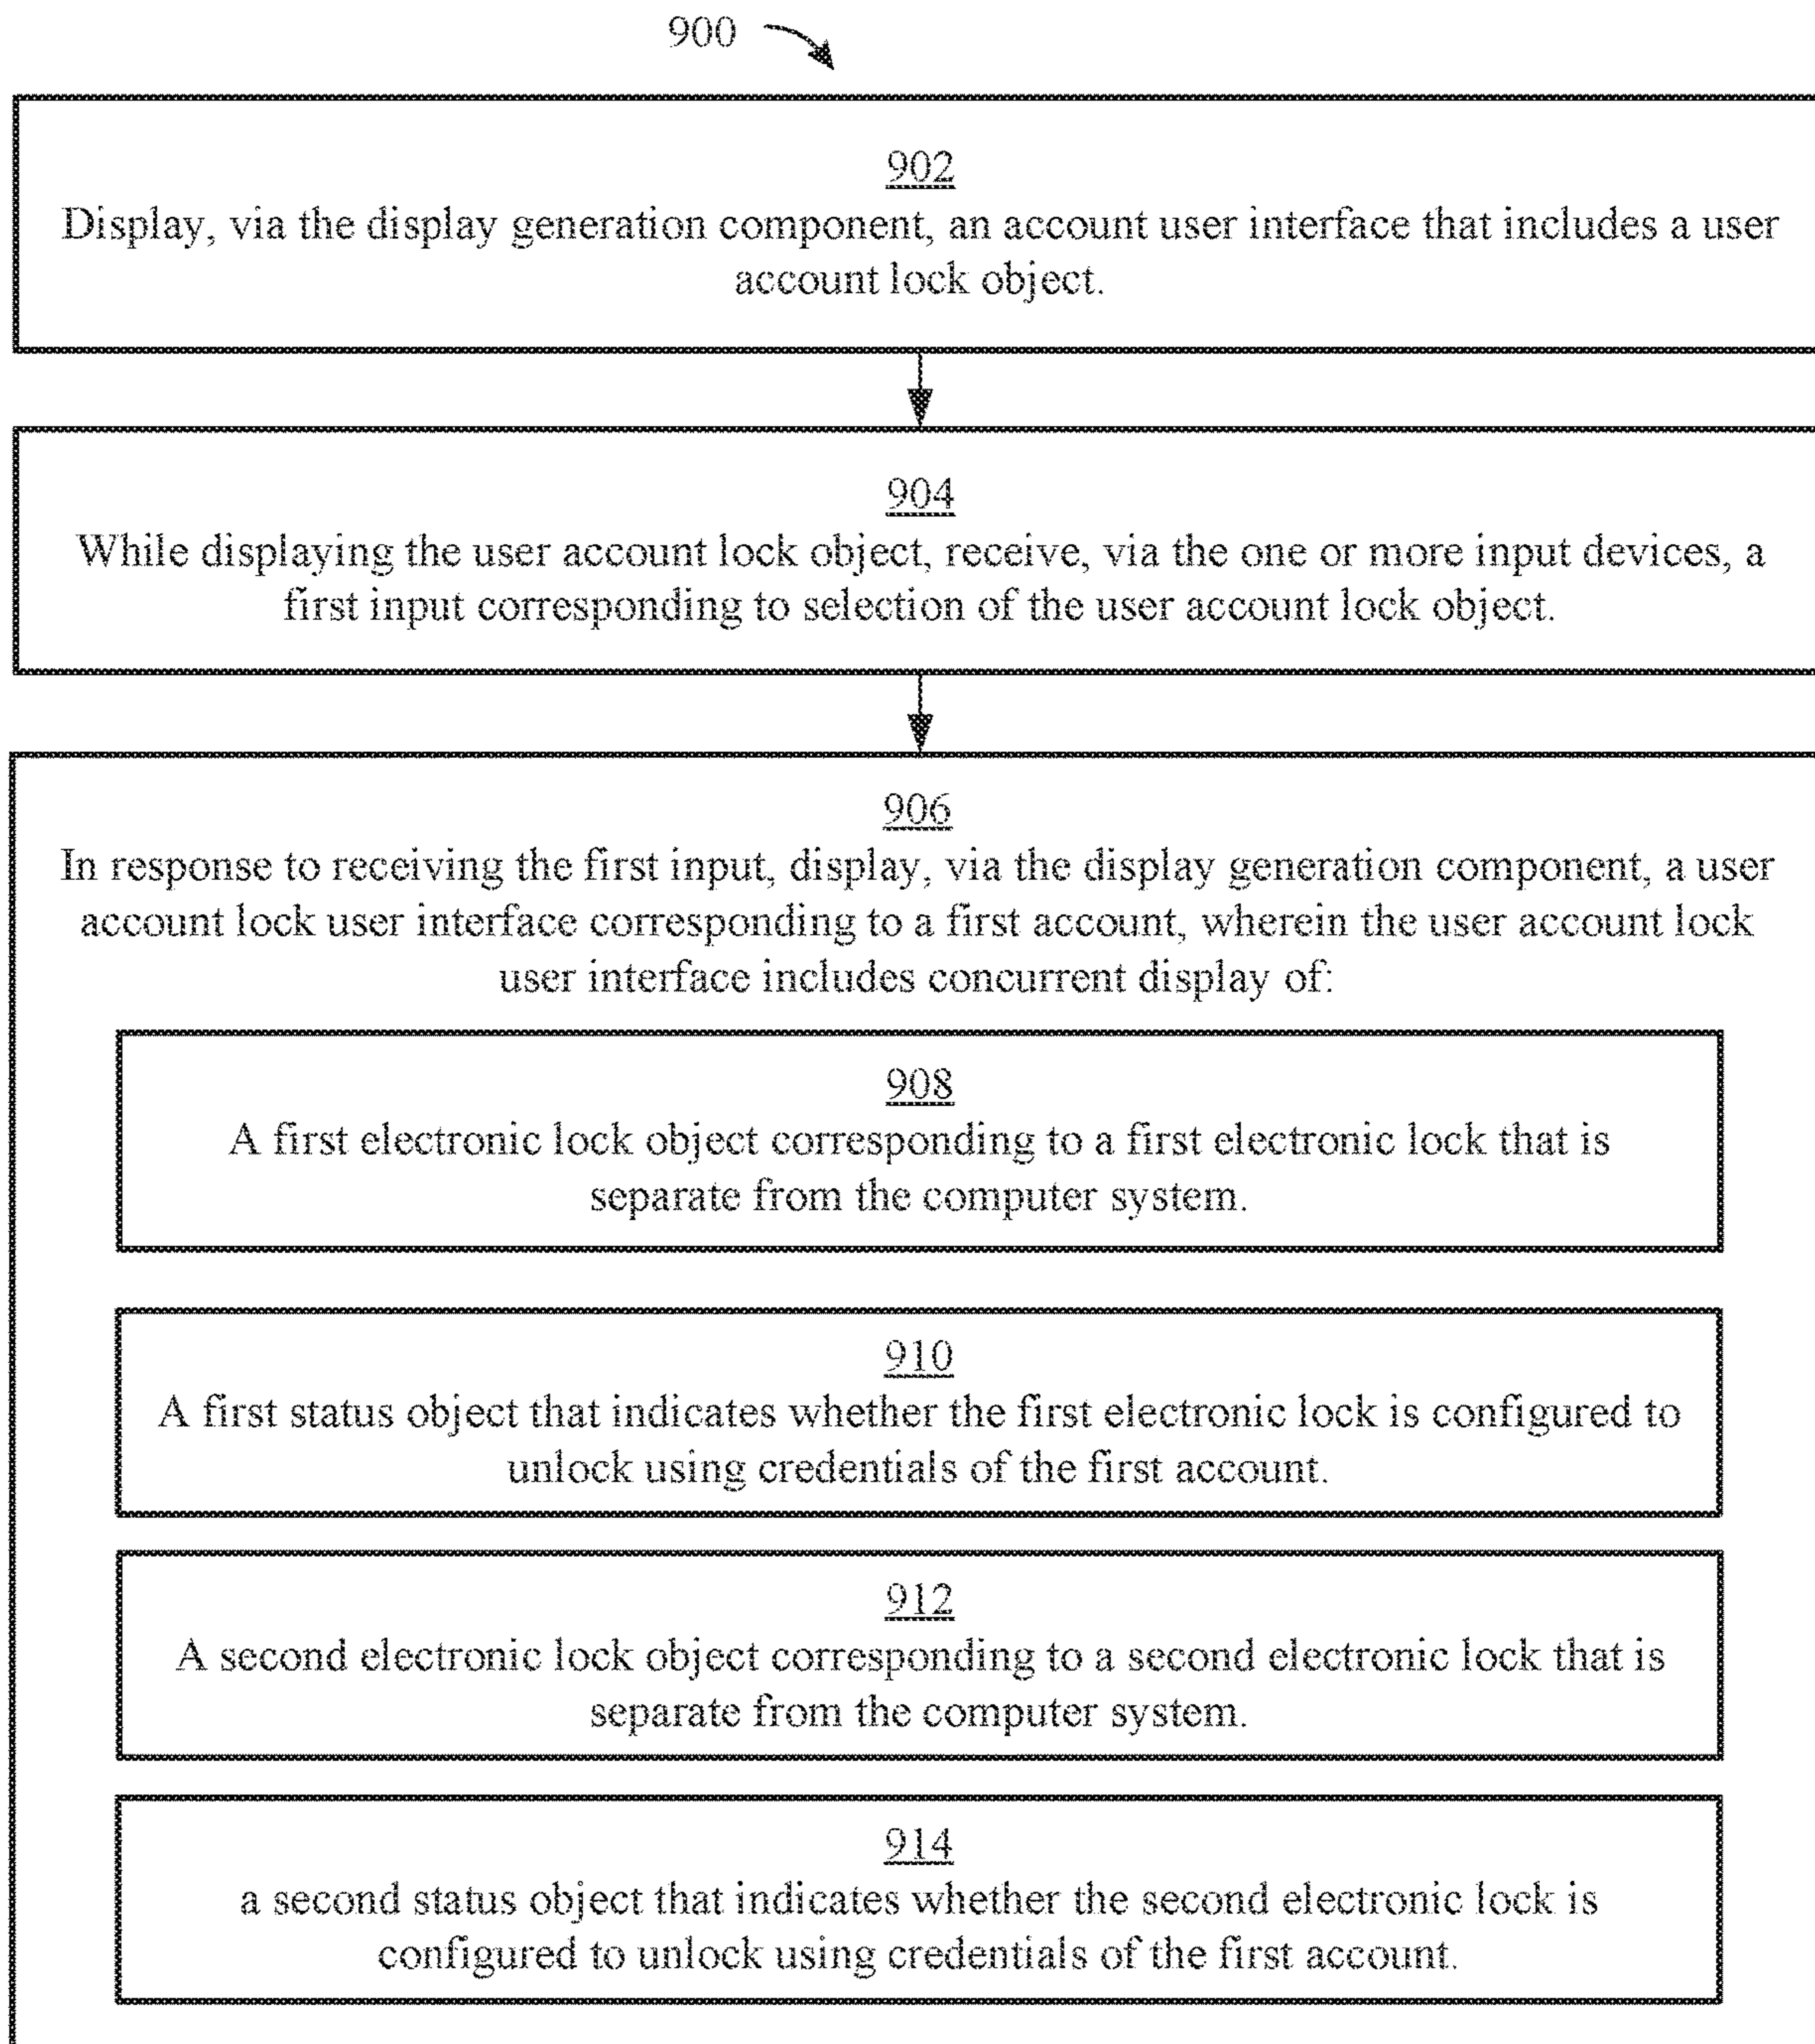 900
902
Display, via the display generation component, an account user interface that includes a user
account lock object.
904
While displaying the user account lock object, receive, via the one or more input devices, a
first input corresponding to selection of the user account lock object.
906
In response to receiving the first input, display, via the display generation component, a user
account lock user interface corresponding to a first account, wherein the user account lock
user interface includes concurrent display of:
908
A first electronic lock object corresponding to a first electronic lock that is
separate from the computer system.
910
A first status object that indicates whether the first electronic lock is configured to
unlock using credentials of the first account.
912
A second electronic lock object corresponding to a second electronic lock that is
separate from the computer system.
914
a second status object that indicates whether the second electronic lock is
configured to unlock using credentials of the first account.